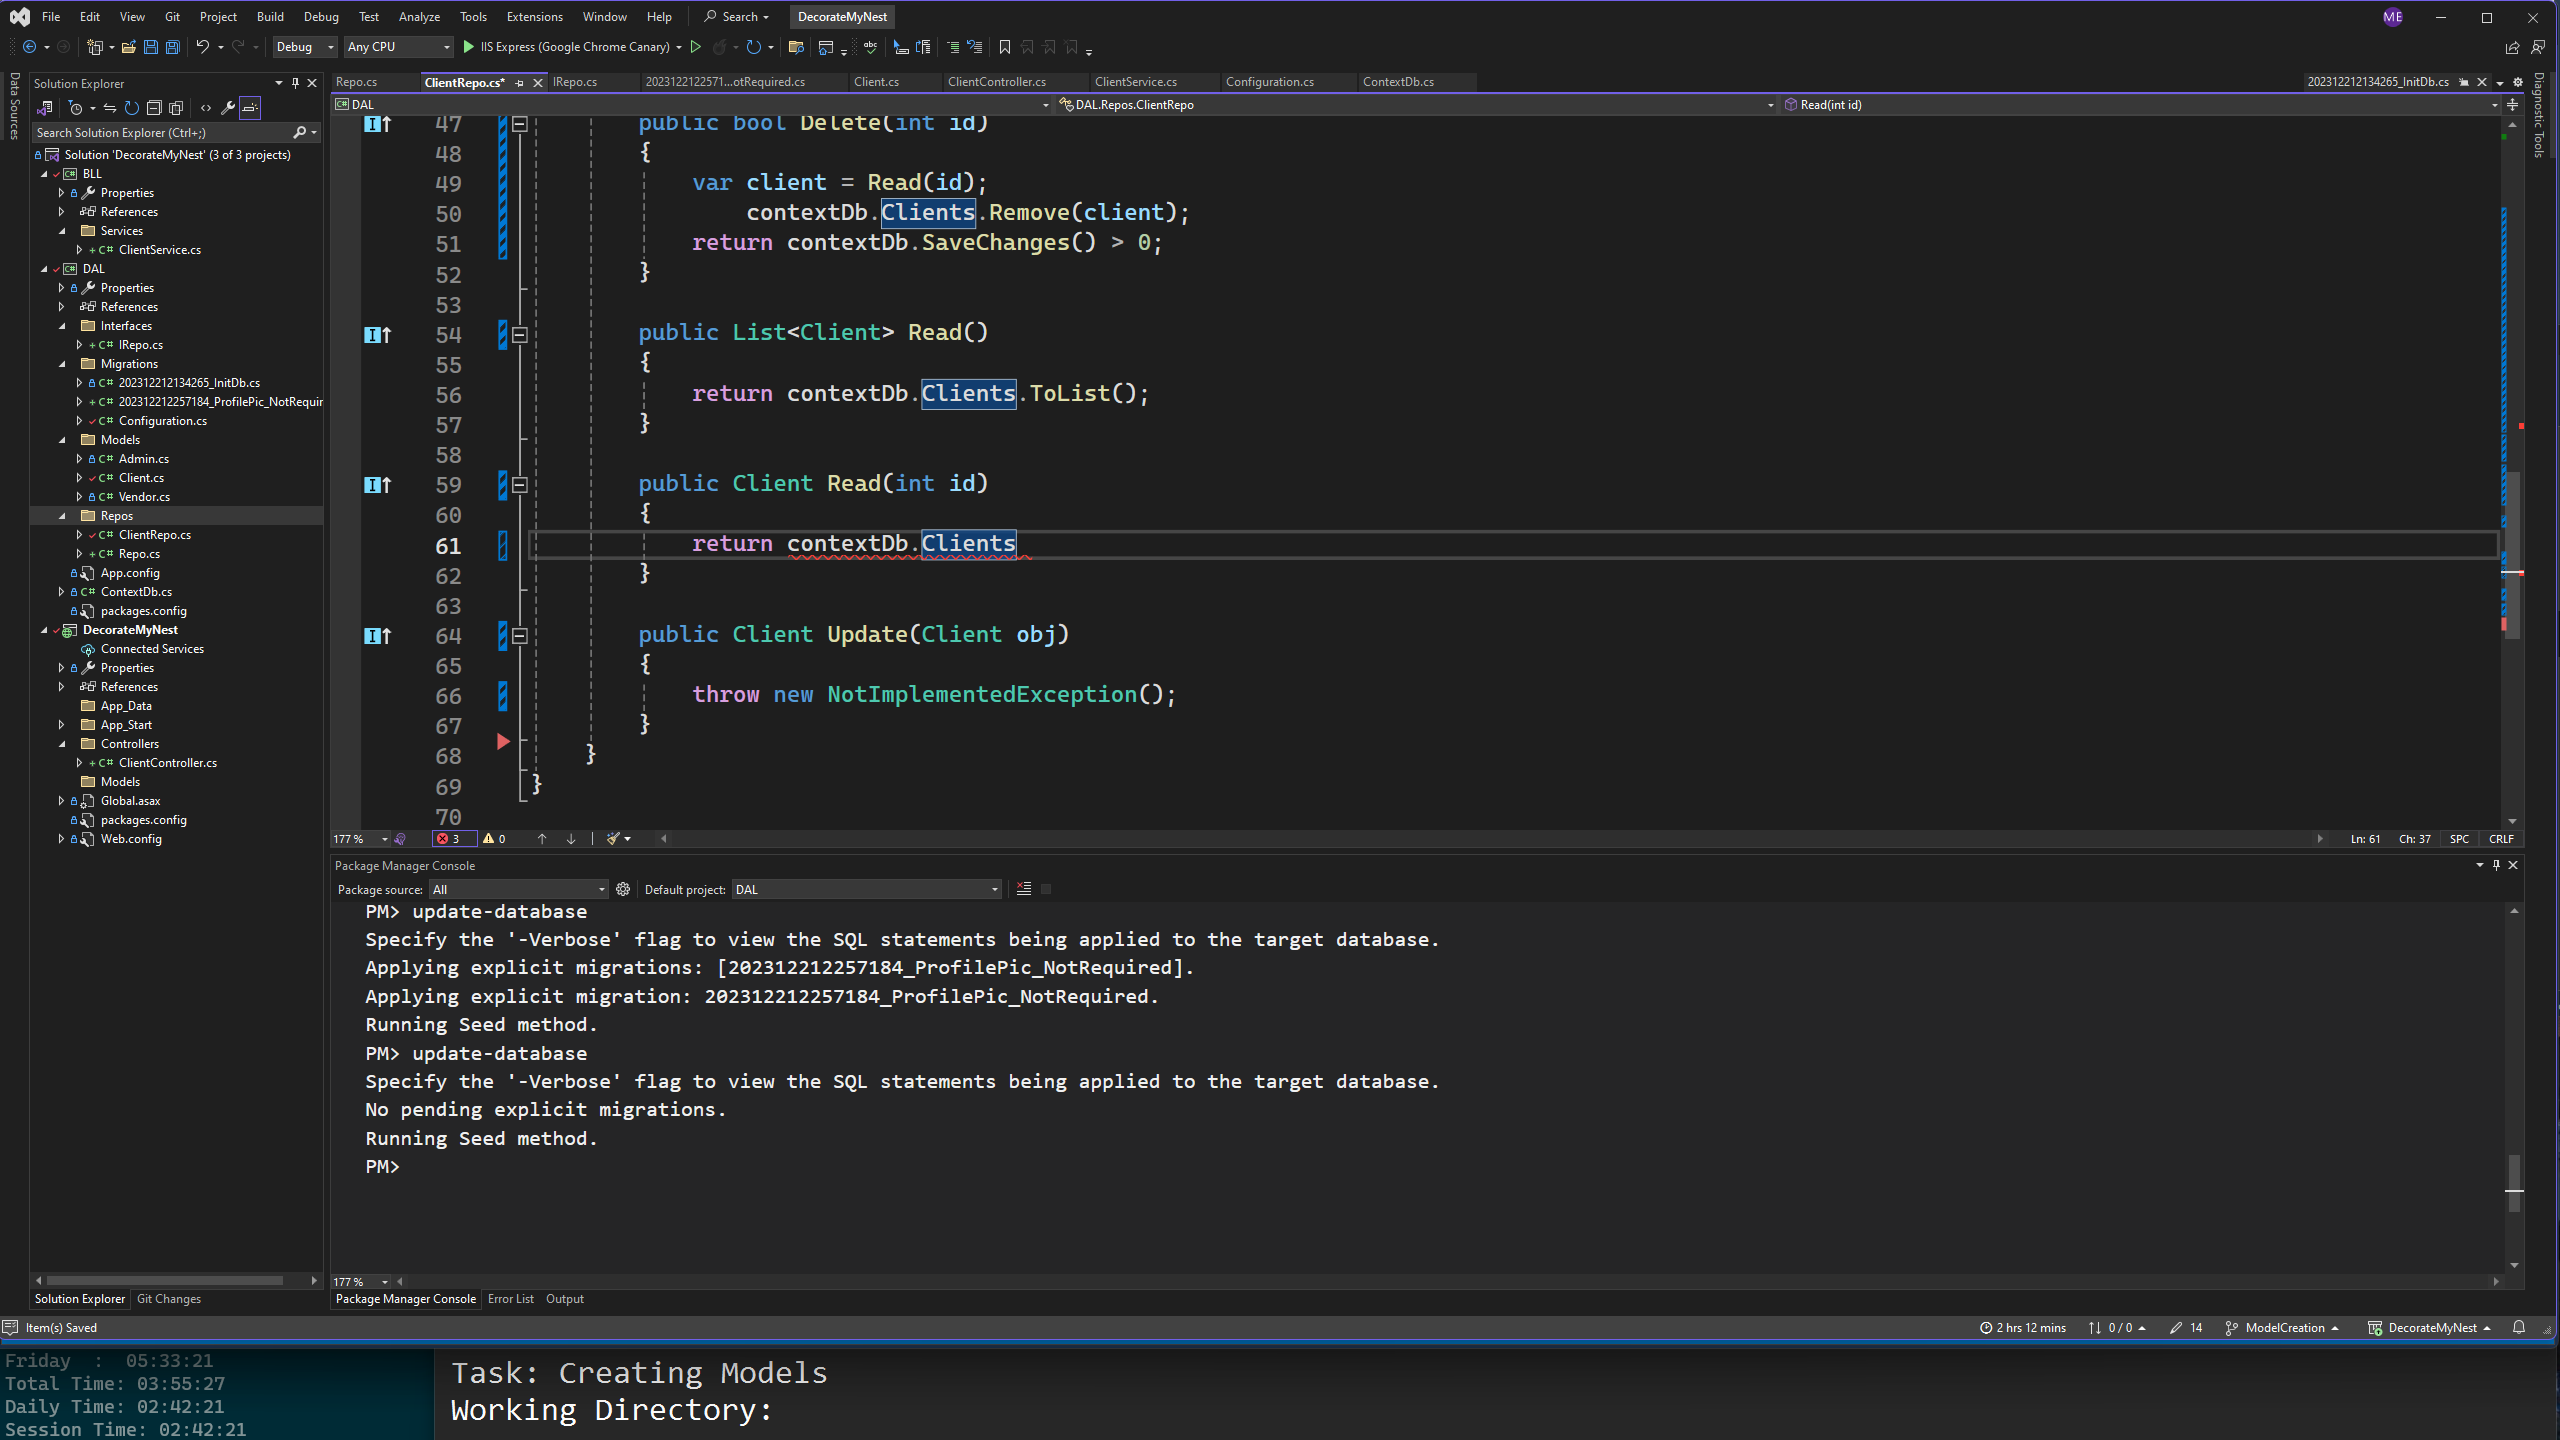 File Edit View Git Project Build Debug Test Analyze Tools Extensions Window Help Search DecorateMyNest ME
Debug Any CPU IIS Express (Google Chrome Canary)
Data Sources
Solution Explorer
Search Solution Explorer (Ctrl+;)
Solution 'DecorateMyNest' (3 of 3 projects)
BLL
Properties
References
Services
C# ClientService.cs
DAL
Properties
References
Interfaces
C# IRepo.cs
Migrations
C# 202312212134265_InitDb.cs
C# 202312212257184_ProfilePic_NotRequir
C# Configuration.cs
Models
C# Admin.cs
C# Client.cs
C# Vendor.cs
Repos
C# ClientRepo.cs
C# Repo.cs
App.config
C# ContextDb.cs
packages.config
DecorateMyNest
Connected Services
Properties
References
App_Data
App_Start
Controllers
C# ClientController.cs
Models
Global.asax
packages.config
Web.config
Solution Explorer Git Changes
Repo.cs ClientRepo.cs* IRepo.cs 2023122122571...otRequired.cs Client.cs ClientController.cs ClientService.cs Configuration.cs ContextDb.cs 202312212134265_InitDb.cs
DAL DAL.Repos.ClientRepo Read(int id)
Diagnostic Tools
47 public bool Delete(int id)
48 {
49 var client = Read(id);
50 contextDb.Clients.Remove(client);
51 return contextDb.SaveChanges() > 0;
52 }
53
54 public List<Client> Read()
55 {
56 return contextDb.Clients.ToList();
57 }
58
59 public Client Read(int id)
60 {
61 return contextDb.Clients
62 }
63
64 public Client Update(Client obj)
65 {
66 throw new NotImplementedException();
67 }
68 }
69 }
70
177 % 3 0 Ln: 61 Ch: 37 SPC CRLF
Package Manager Console
Package source: All Default project: DAL
PM> update-database
Specify the '-Verbose' flag to view the SQL statements being applied to the target database.
Applying explicit migrations: [202312212257184_ProfilePic_NotRequired].
Applying explicit migration: 202312212257184_ProfilePic_NotRequired.
Running Seed method.
PM> update-database
Specify the '-Verbose' flag to view the SQL statements being applied to the target database.
No pending explicit migrations.
Running Seed method.
PM>
177 %
Package Manager Console Error List Output
Item(s) Saved 2 hrs 12 mins 0 / 0 14 ModelCreation DecorateMyNest
Friday : 05:33:21
Total Time: 03:55:27
Daily Time: 02:42:21
Session Time: 02:42:21
Task: Creating Models
Working Directory: